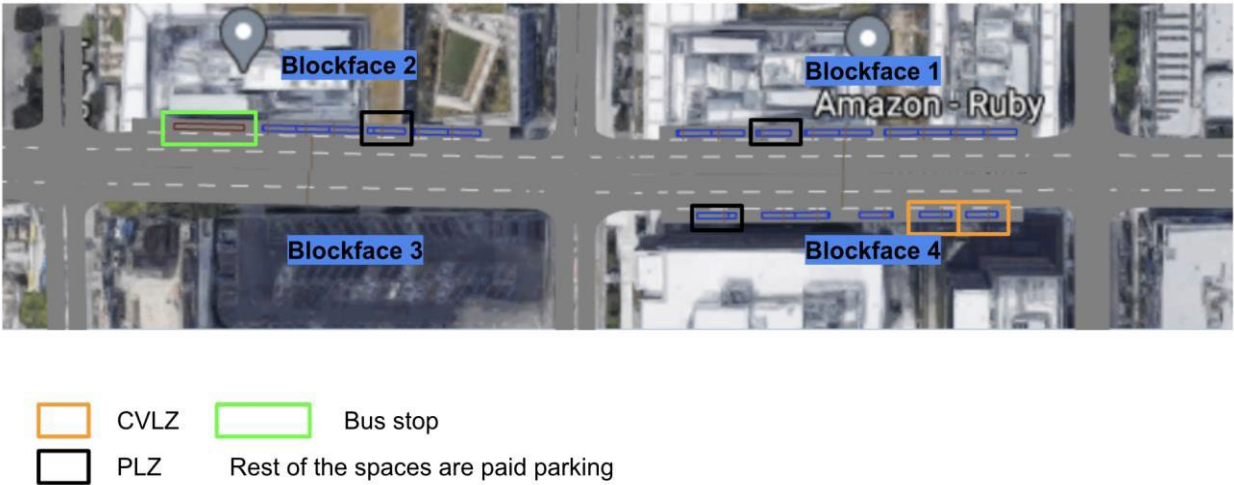 Blockface 2
Blockface 1
Amazon - Ruby
Blockface 3
Blockface 4
CVLZ
Bus stop
PLZ
Rest of the spaces are paid parking